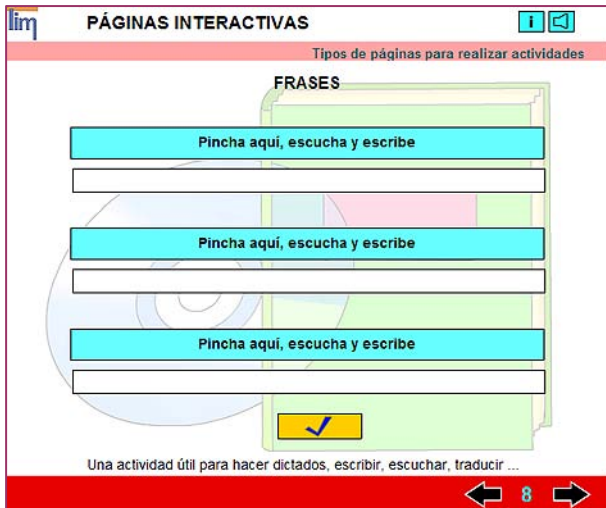 lim
PÁGINAS INTERACTIVAS
i
Tipos de páginas para realizar actividades
FRASES
Pincha aquí, escucha y escribe
Pincha aquí, escucha y escribe
Pincha aquí, escucha y escribe
Una actividad útil para hacer dictados, escribir, escuchar, traducir ...
8